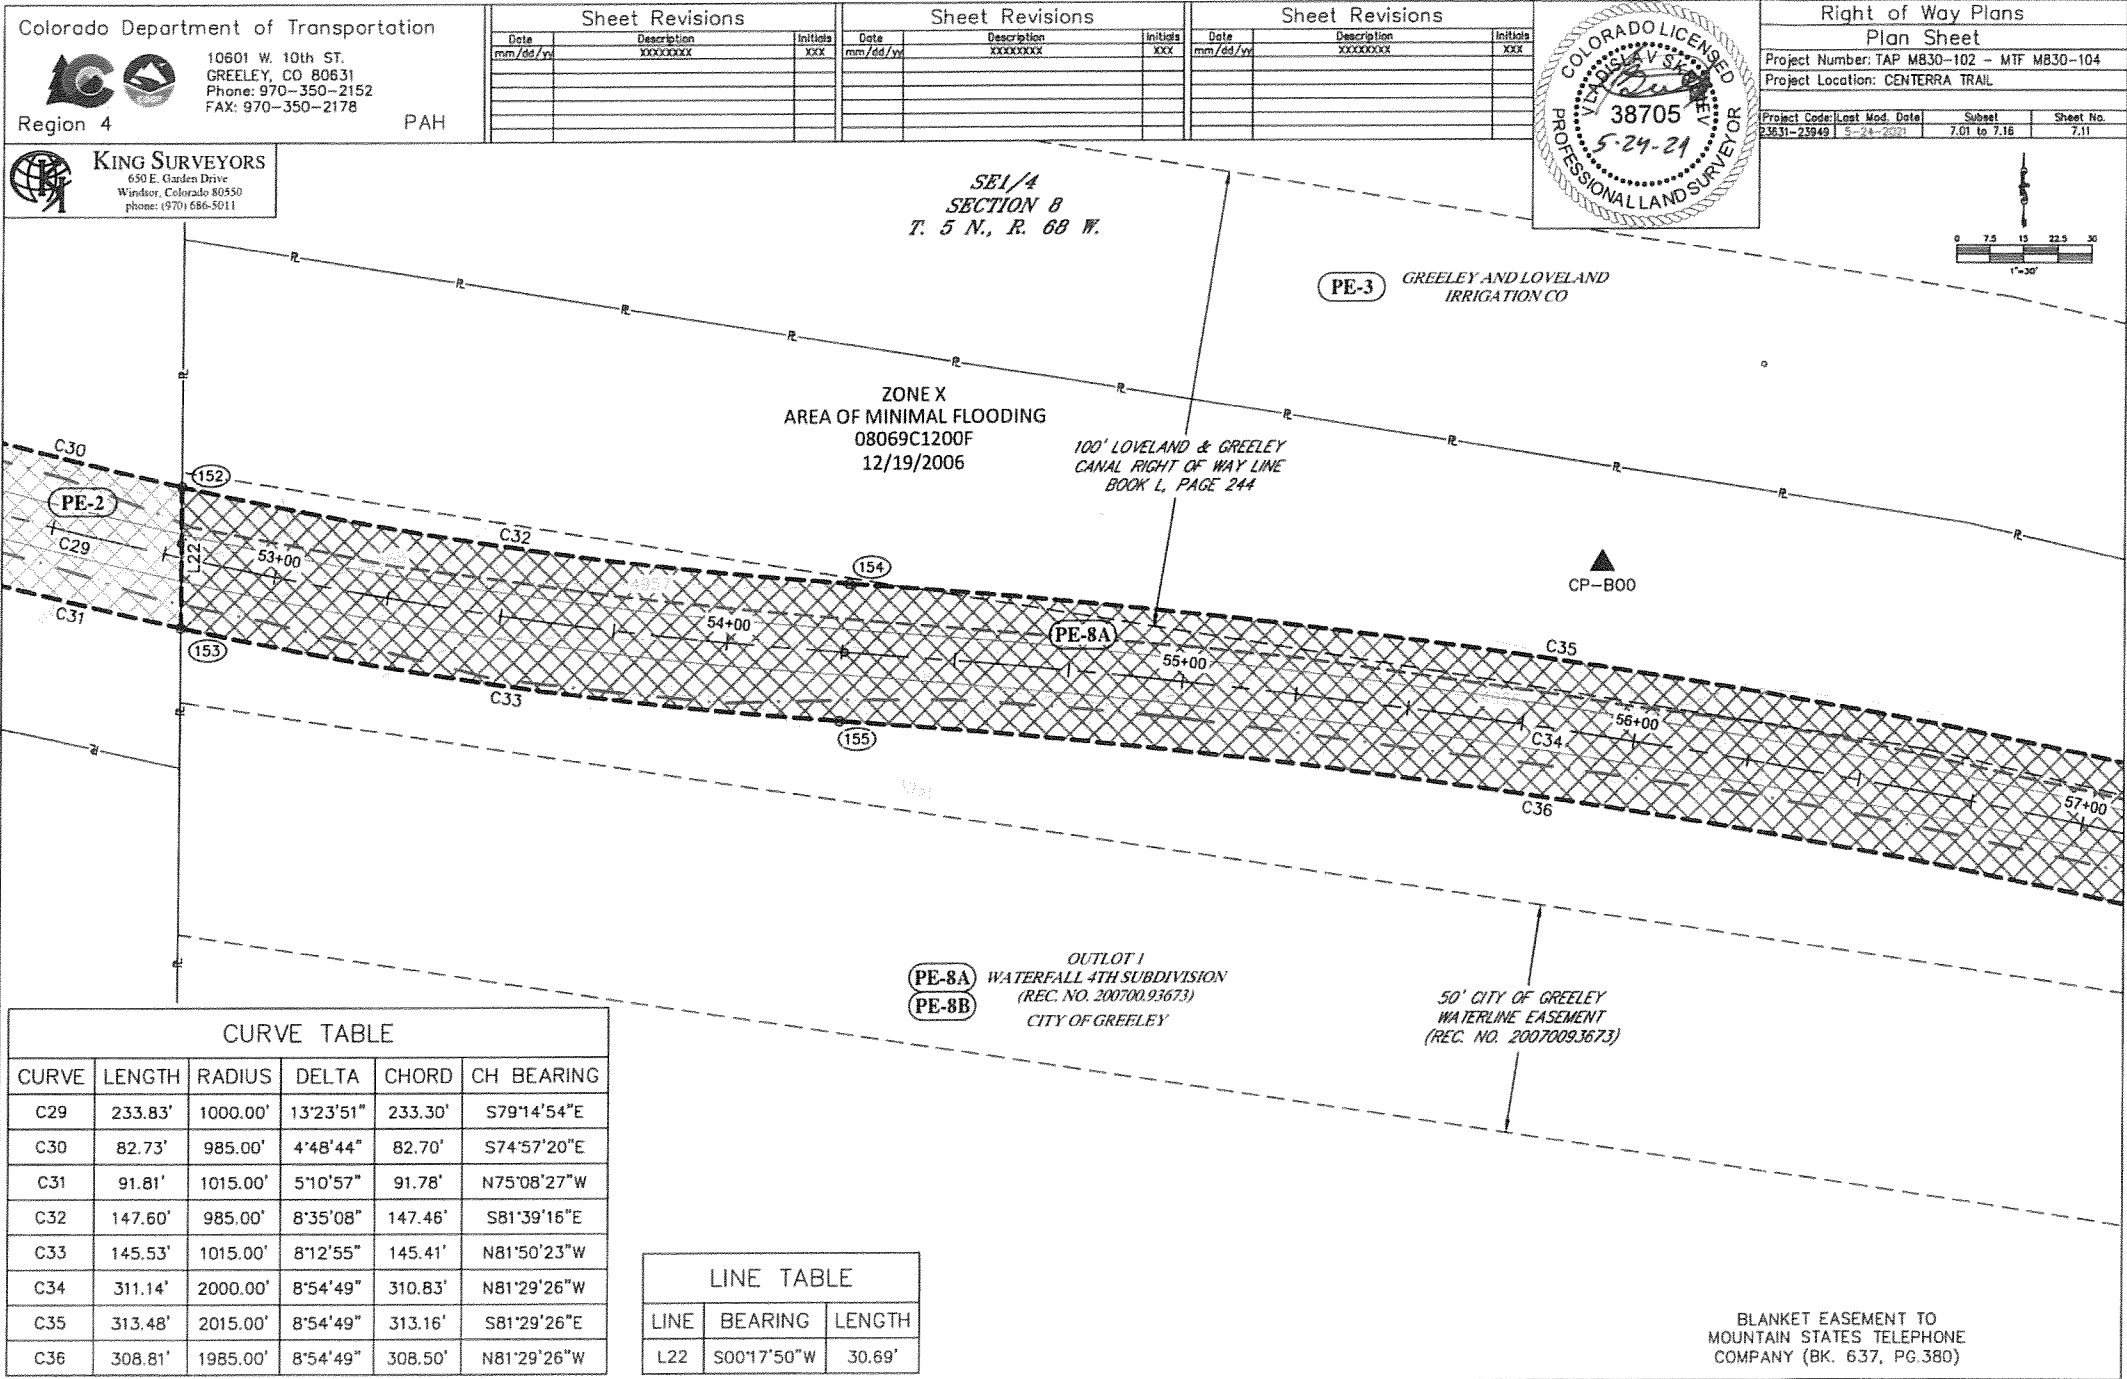 Colorado Department of Transportation
10601 W. 10th ST.
GREELEY, CO 80631
Phone: 970-350-2152
FAX: 970-350-2178
Region 4
PAH
Sheet Revisions
Date Description Initials
mm/dd/yy XXXXXXXX XXX
Sheet Revisions
Date Description Initials
mm/dd/yy XXXXXXXX XXX
Sheet Revisions
Date Description Initials
mm/dd/yy XXXXXXXX XXX
COLORADO LICENSED
VLADISLAV
38705
5-24-21
PROFESSIONAL LAND SURVEYOR
Right of Way Plans
Plan Sheet
Project Number: TAP M830-102 - MTF M830-104
Project Location: CENTERRA TRAIL
Project Code: Last Mod. Date Subset Sheet No.
23631-23949 5-24-2021 7.01 to 7.16 7.11
KING SURVEYORS
650 E. Garden Drive
Windsor, Colorado 80550
phone: (970) 686-5011
SE1/4
SECTION 8
T. 5 N., R. 68 W.
0 7.5 15 22.5 30
1"=30'
PE-3
GREELEY AND LOVELAND
IRRIGATION CO
ZONE X
AREA OF MINIMAL FLOODING
08069C1200F
12/19/2006
100' LOVELAND & GREELEY
CANAL RIGHT OF WAY LINE
BOOK L, PAGE 244
C30
152
PE-2
C29
L22
53+00
C32
C31
153
154
54+00
PE-8A
55+00
C33
155
CP-B00
C35
56+00
C34
C36
57+00
PE-8A
PE-8B
OUTLOT 1
WATERFALL 4TH SUBDIVISION
(REC. NO. 20070093673)
CITY OF GREELEY
50' CITY OF GREELEY
WATERLINE EASEMENT
(REC. NO. 20070093673)
CURVE TABLE
CURVE LENGTH RADIUS DELTA CHORD CH BEARING
C29 233.83' 1000.00' 13°23'51" 233.30' S79°14'54"E
C30 82.73' 985.00' 4°48'44" 82.70' S74°57'20"E
C31 91.81' 1015.00' 5°10'57" 91.78' N75°08'27"W
C32 147.60' 985.00' 8°35'08" 147.46' S81°39'16"E
C33 145.53' 1015.00' 8°12'55" 145.41' N81°50'23"W
C34 311.14' 2000.00' 8°54'49" 310.83' N81°29'26"W
C35 313.48' 2015.00' 8°54'49" 313.16' S81°29'26"E
C36 308.81' 1985.00' 8°54'49" 308.50' N81°29'26"W
LINE TABLE
LINE BEARING LENGTH
L22 S00°17'50"W 30.69'
BLANKET EASEMENT TO
MOUNTAIN STATES TELEPHONE
COMPANY (BK. 637, PG.380)